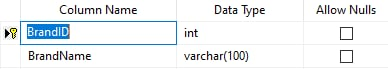 Column Name Data Type Allow Nulls
BrandID int
BrandName varchar(100)